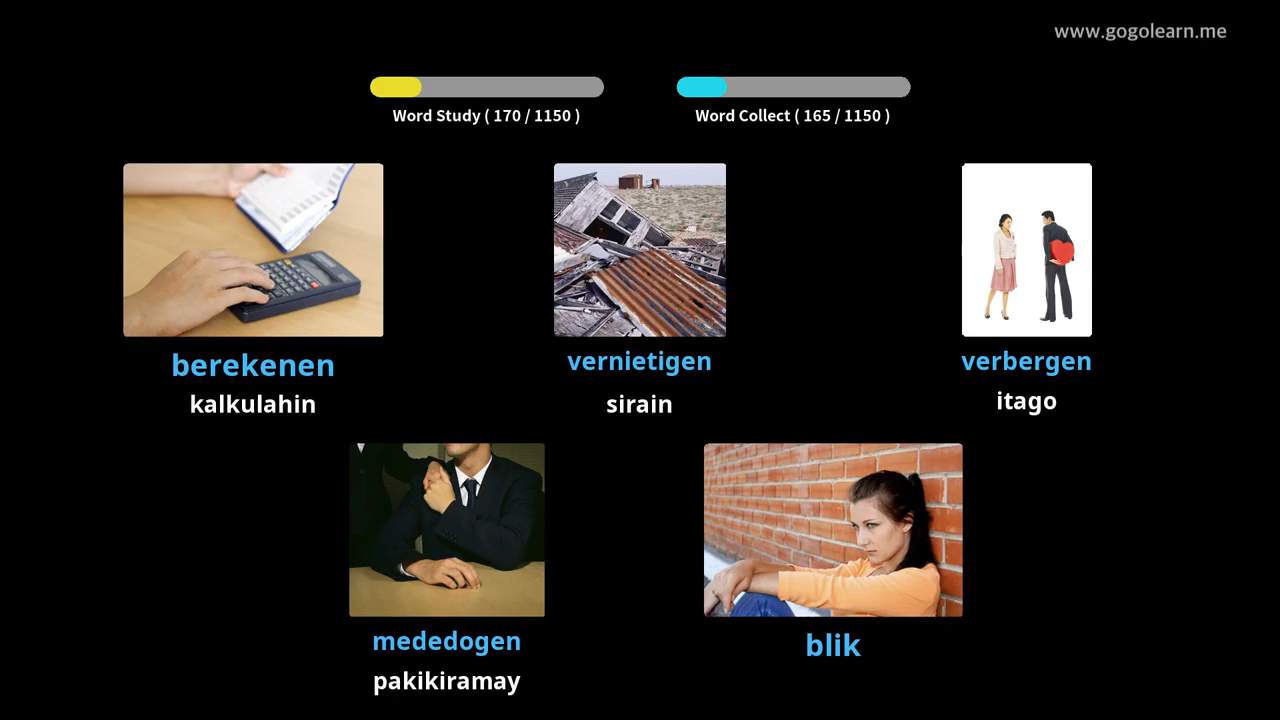 www.gogolearn.me
Word Study ( 170 / 1150 )
Word Collect ( 165 / 1150 )
berekenen
kalkulahin
vernietigen
sirain
verbergen
itago
mededogen
pakikiramay
blik